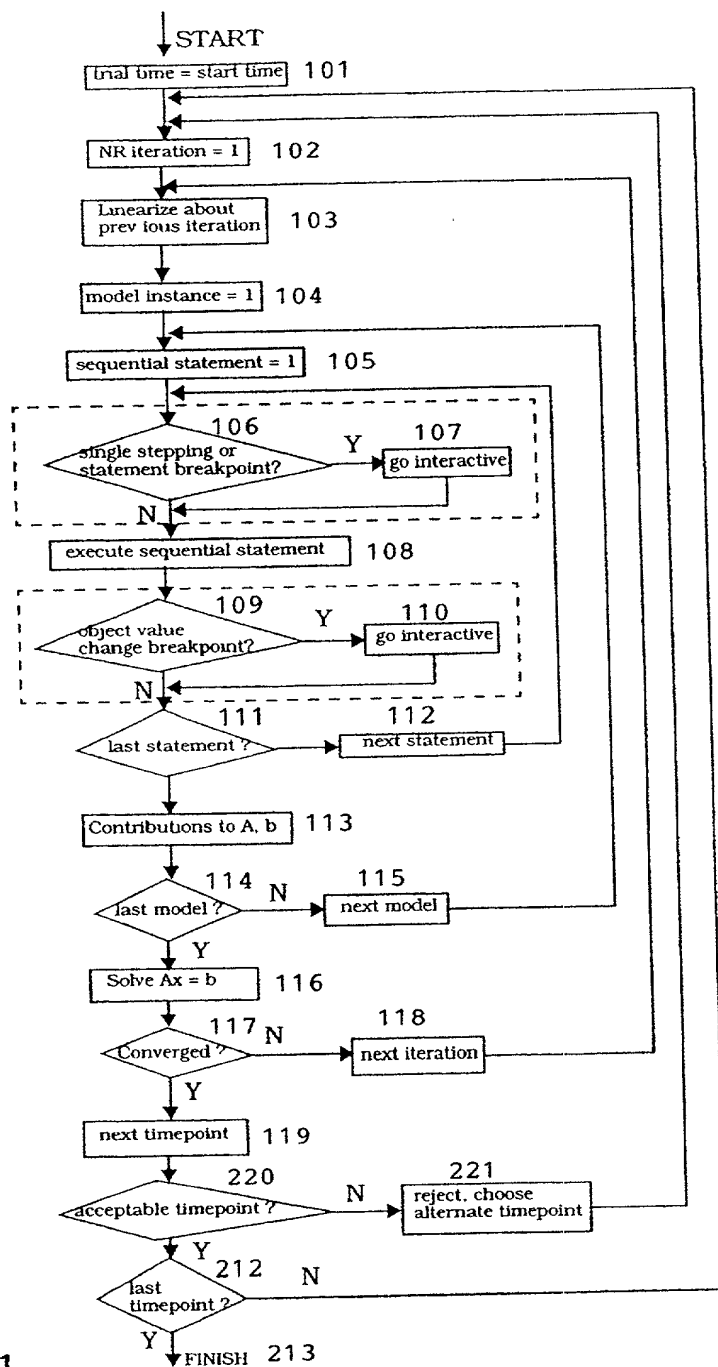 START
trial time = start time 101
NR iteration = 1 102
Linearize about
prev ious iteration 103
model instance = 1 104
sequential statement = 1 105
106
single stepping or
statement breakpoint?
Y
107
go interactive
N
execute sequential statement 108
109
object value
change breakpoint?
Y
110
go interactive
N
111
last statement ?
112
next statement
Contributions to A, b 113
114
last model ?
N
115
next model
Y
Solve Ax = b 116
117
Converged ?
N
118
next iteration
Y
next timepoint 119
220
acceptable timepoint ?
N
221
reject, choose
alternate timepoint
Y
212
last
timepoint ?
N
Y
FINISH 213
1